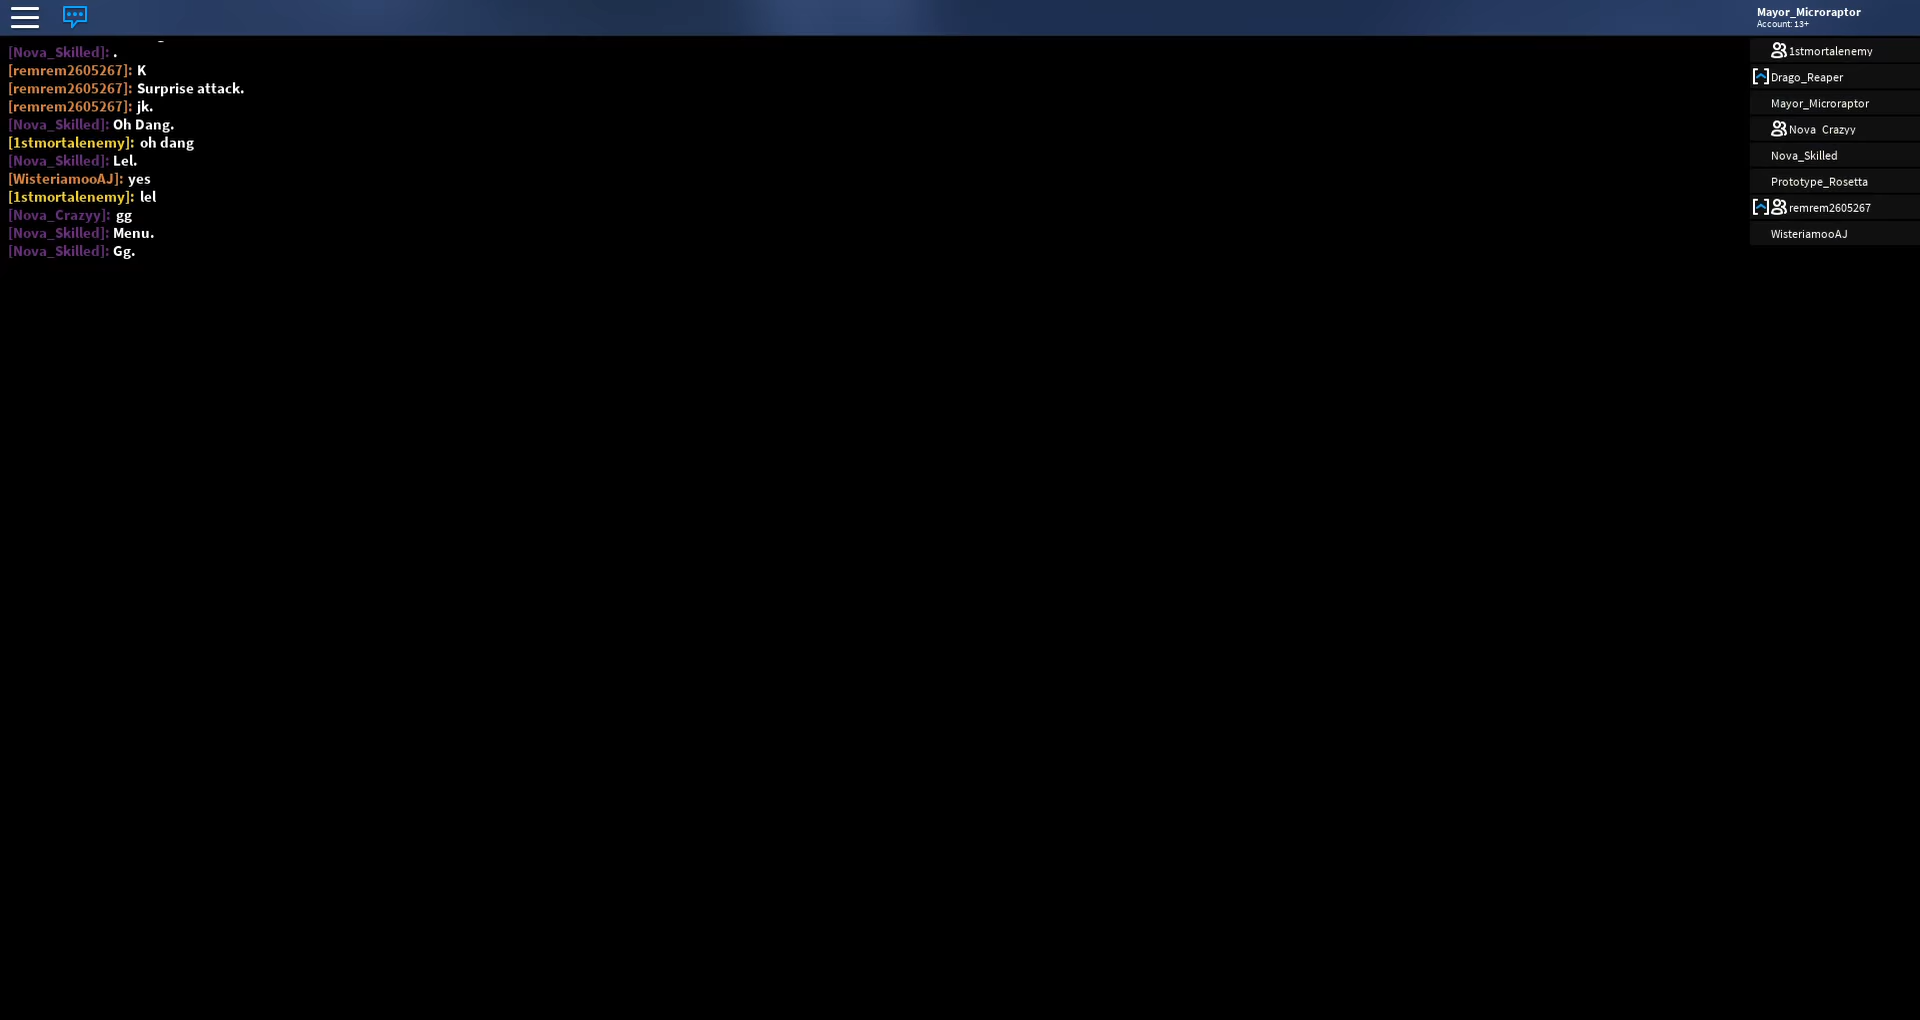 Mayor_Microraptor
Account: 13+
[Nova_Skilled]: .
[remrem2605267]: K
[remrem2605267]: Surprise attack.
[remrem2605267]: jk.
[Nova_Skilled]: Oh Dang.
[1stmortalenemy]: oh dang
[Nova_Skilled]: Lel.
[WisteriamooAJ]: yes
[1stmortalenemy]: lel
[Nova_Crazyy]: gg
[Nova_Skilled]: Menu.
[Nova_Skilled]: Gg.
1stmortalenemy
Drago_Reaper
Mayor_Microraptor
Nova_Crazyy
Nova_Skilled
Prototype_Rosetta
remrem2605267
WisteriamooAJ